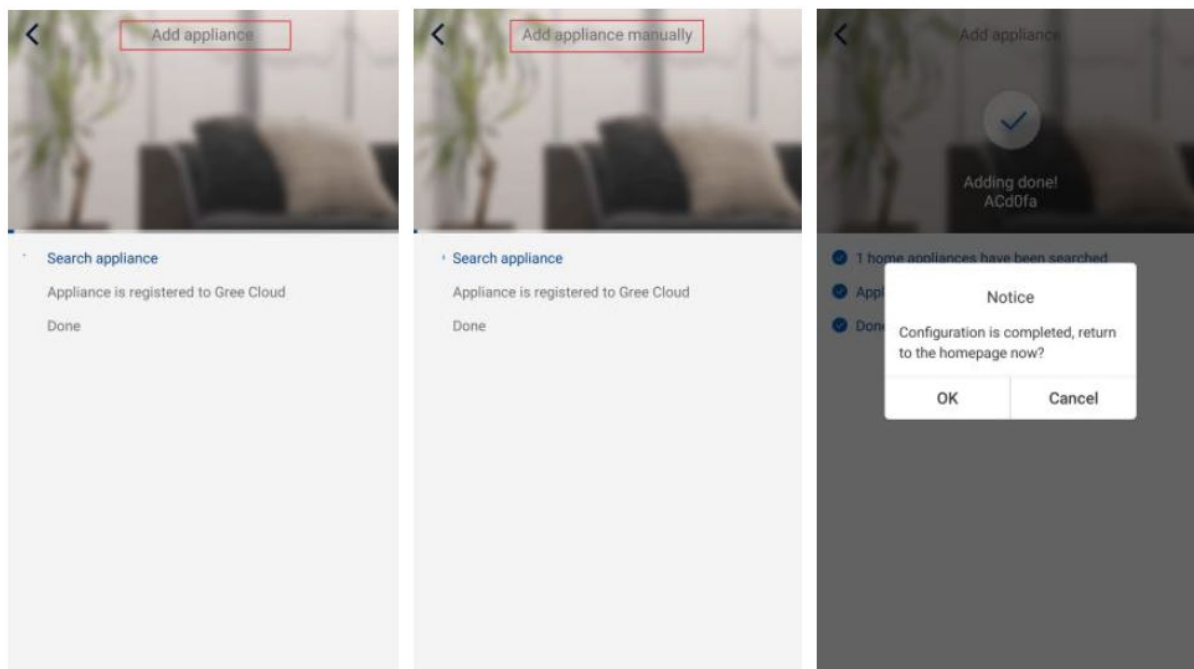 Add appliance
Search appliance
Appliance is registered to Gree Cloud
Done
Add appliance manually
Search appliance
Appliance is registered to Gree Cloud
Done
Add appliance
Adding done!
ACd0fa
1 home appliances have been searched
Appl
Done
Notice
Configuration is completed, return
to the homepage now?
OK
Cancel